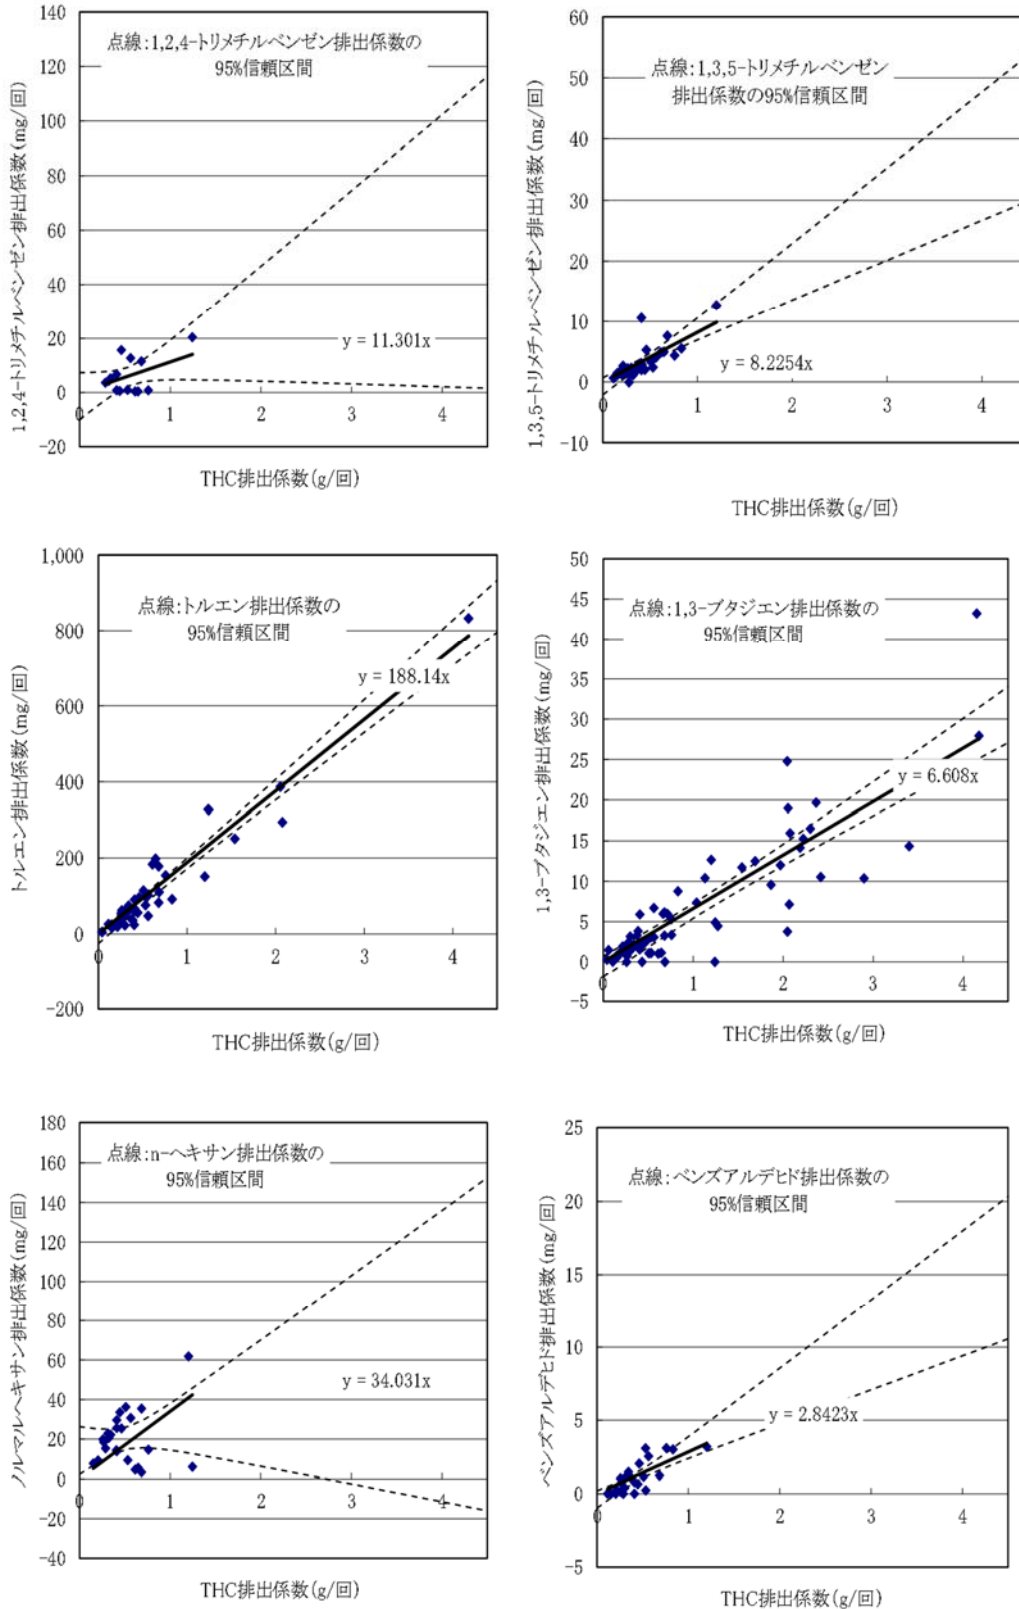 140
120
100
80
60
40
20
0
-20
点線:1,2,4-トリメチルベンゼン排出係数の
95%信頼区間
y = 11.301x
0 1 2 3 4
1,2,4-トリメチルベンゼン排出係数(mg/回)
THC排出係数(g/回)
60
50
40
30
20
10
0
-10
点線:1,3,5-トリメチルベンゼン
排出係数の95%信頼区間
y = 8.2254x
0 1 2 3 4
1,3,5-トリメチルベンゼン排出係数(mg/回)
THC排出係数(g/回)
1,000
800
600
400
200
0
-200
点線:トルエン排出係数の
95%信頼区間
y = 188.14x
0 1 2 3 4
トルエン排出係数(mg/回)
THC排出係数(g/回)
50
45
40
35
30
25
20
15
10
5
0
-5
点線:1,3-ブタジエン排出係数の
95%信頼区間
y = 6.608x
0 1 2 3 4
1,3-ブタジエン排出係数(mg/回)
THC排出係数(g/回)
180
160
140
120
100
80
60
40
20
0
-20
-40
点線:n-ヘキサン排出係数の
95%信頼区間
y = 34.031x
0 1 2 3 4
ノルマルヘキサン排出係数(mg/回)
THC排出係数(g/回)
25
20
15
10
5
0
-5
点線:ベンズアルデヒド排出係数の
95%信頼区間
y = 2.8423x
0 1 2 3 4
ベンズアルデヒド排出係数(mg/回)
THC排出係数(g/回)